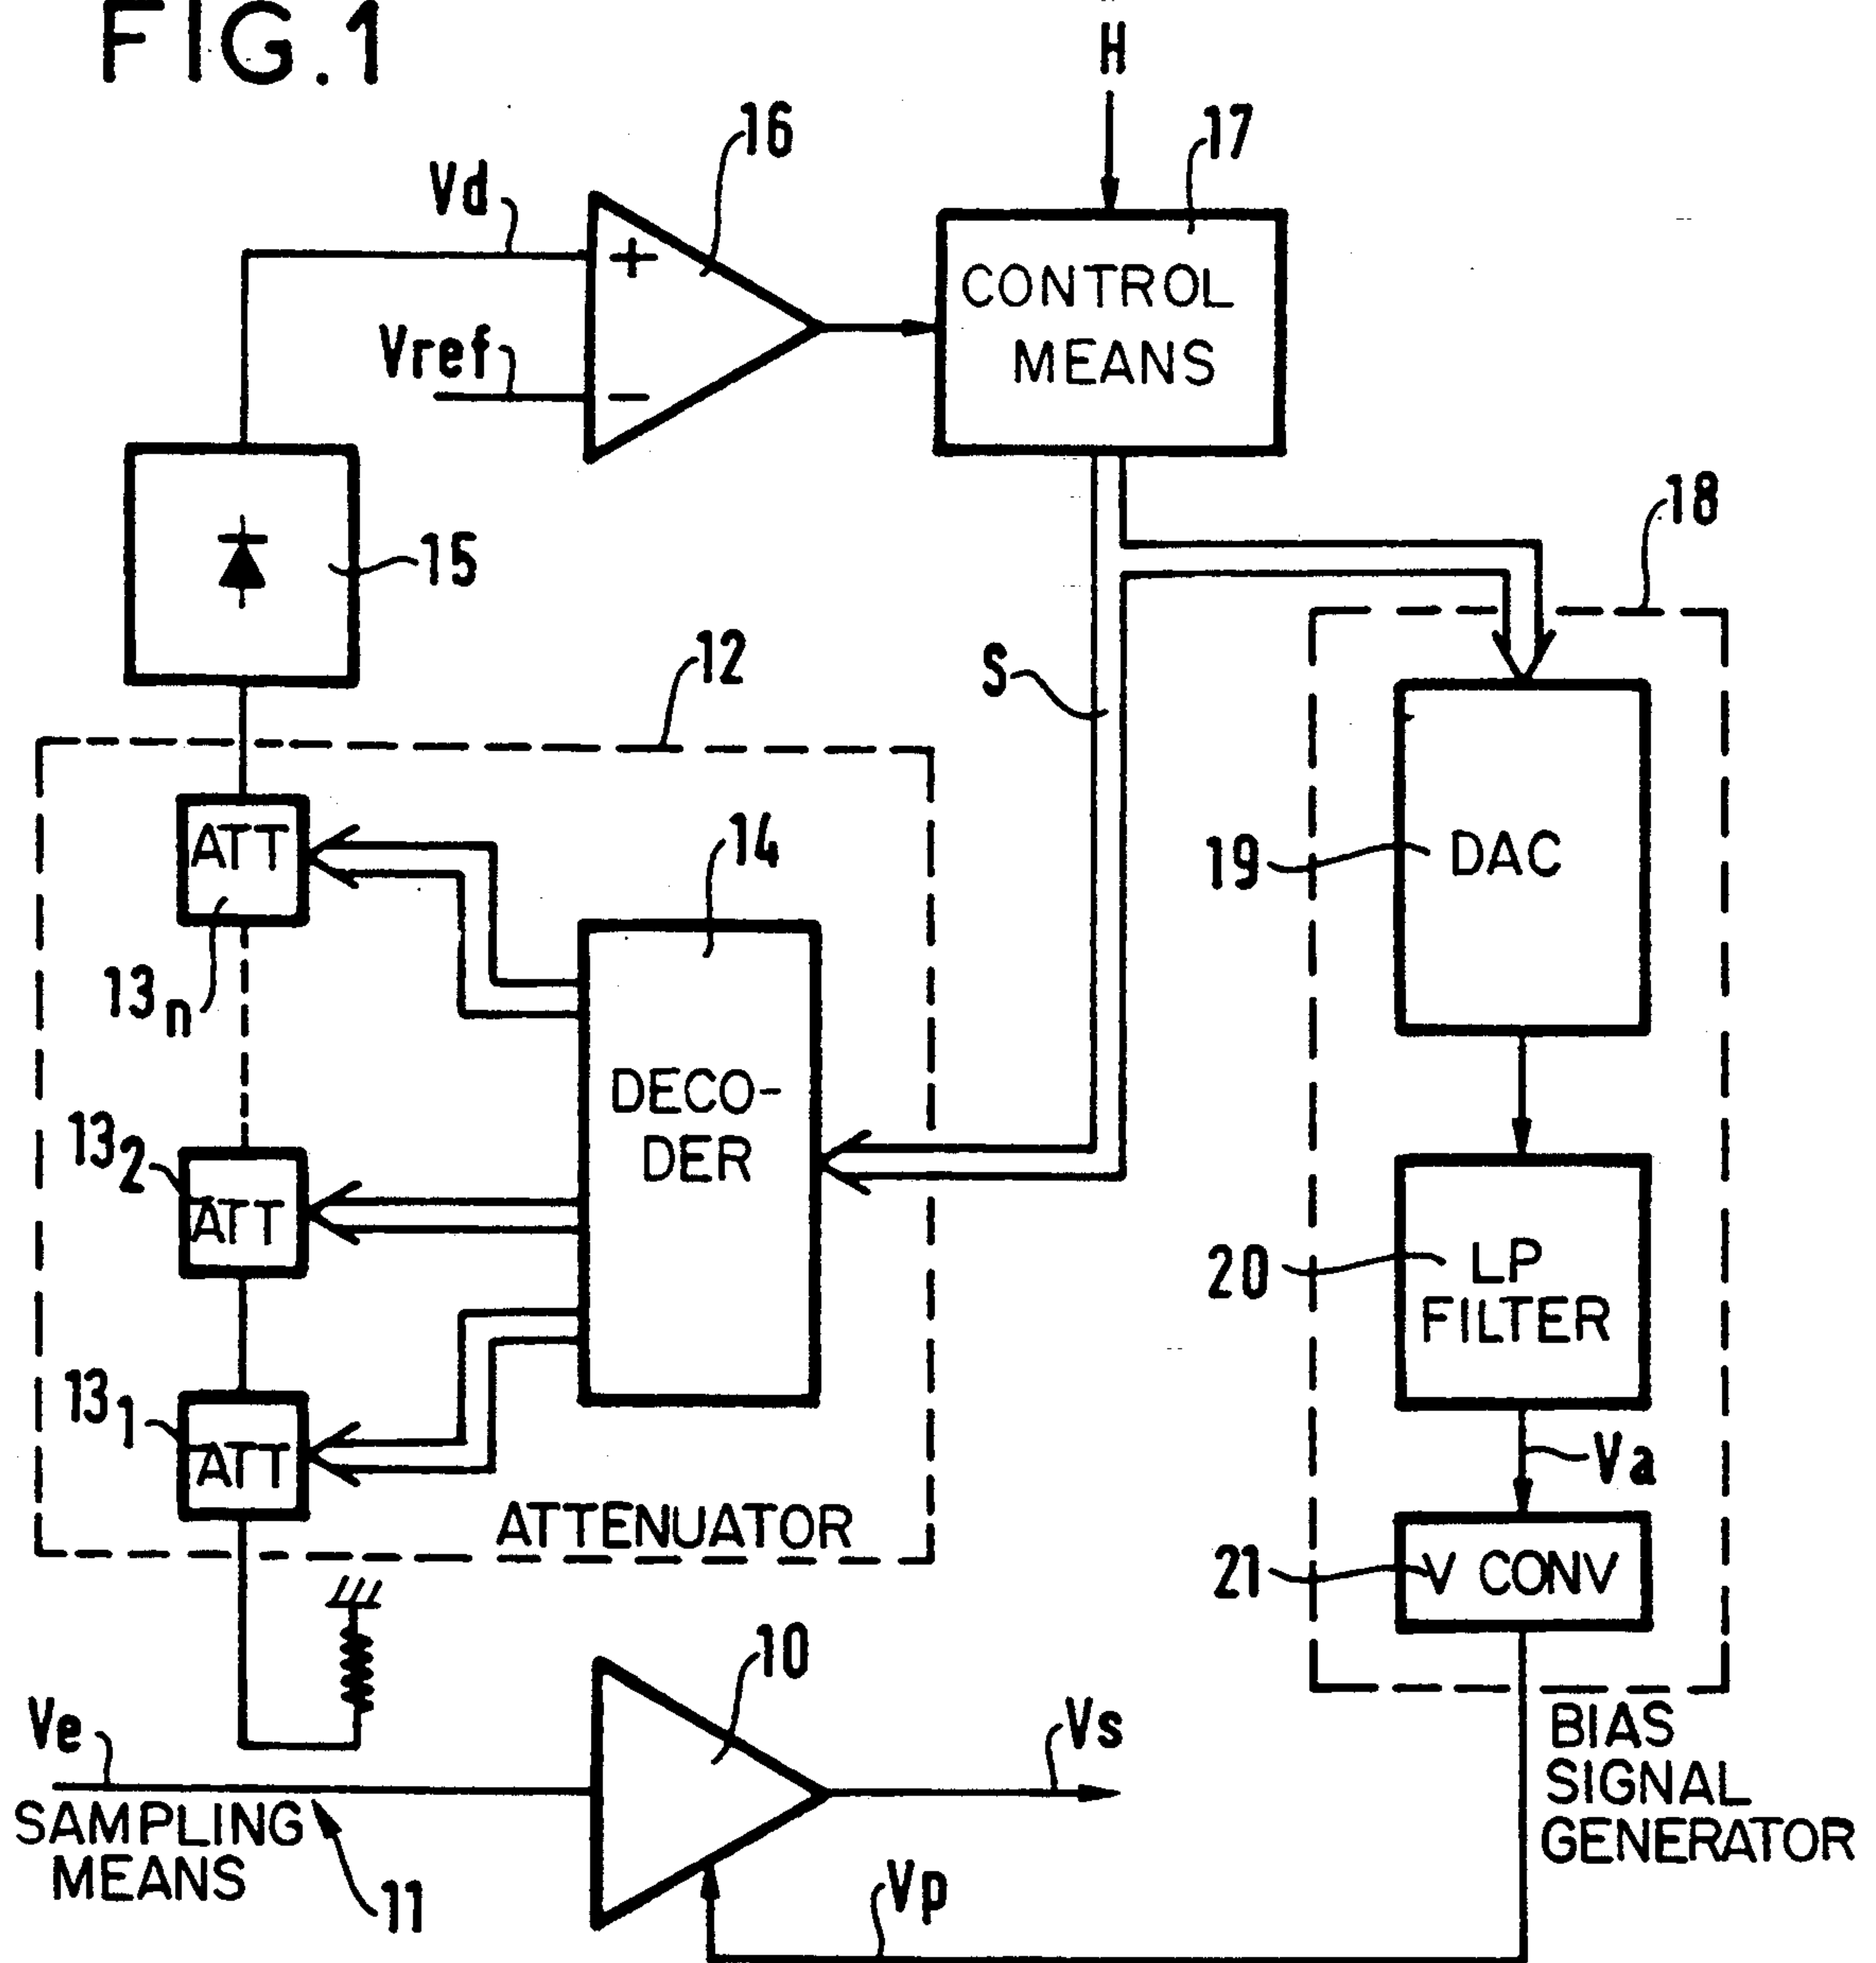 FIG.1
H
16
17
Vd
+
CONTROL
MEANS
Vref
−
18
15
12
S
ATT
14
19
DAC
13n
DECO-
DER
132
ATT
20
LP
FILTER
131
ATT
Va
ATTENUATOR
21
V CONV
10
Ve
Vs
BIAS
SIGNAL
GENERATOR
SAMPLING
MEANS
11
Vp